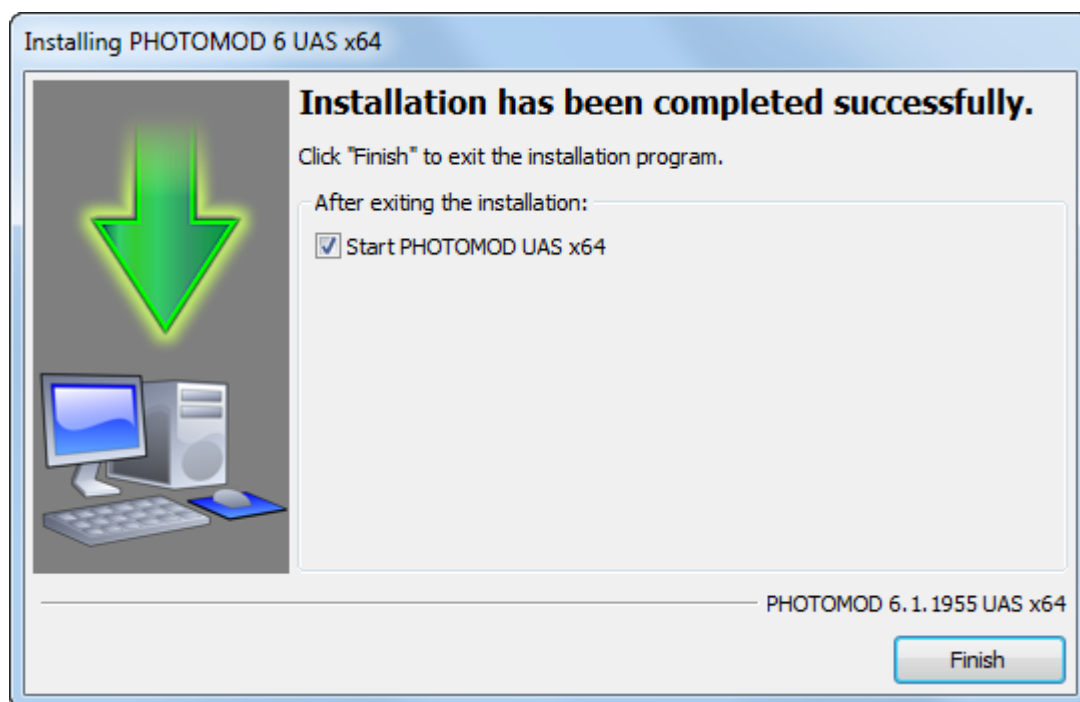 Installing PHOTOMOD 6 UAS x64
Installation has been completed successfully.
Click "Finish" to exit the installation program.
After exiting the installation:
Start PHOTOMOD UAS x64
PHOTOMOD 6.1.1955 UAS x64
Finish